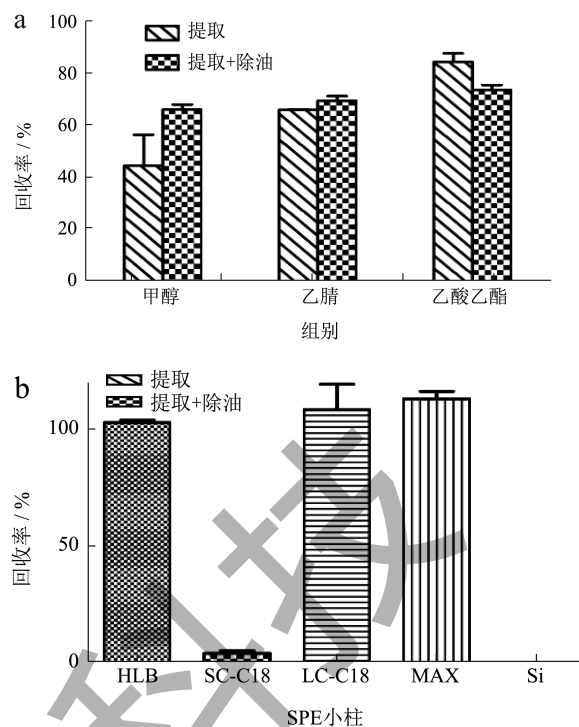 a
提取
提取+除油
100
80
60
40
20
0
回收率 / %
甲醇 乙腈 乙酸乙酯
组别
b
提取
提取+除油
100
50
0
回收率 / %
HLB SC-C18 LC-C18 MAX Si
SPE小柱
科技